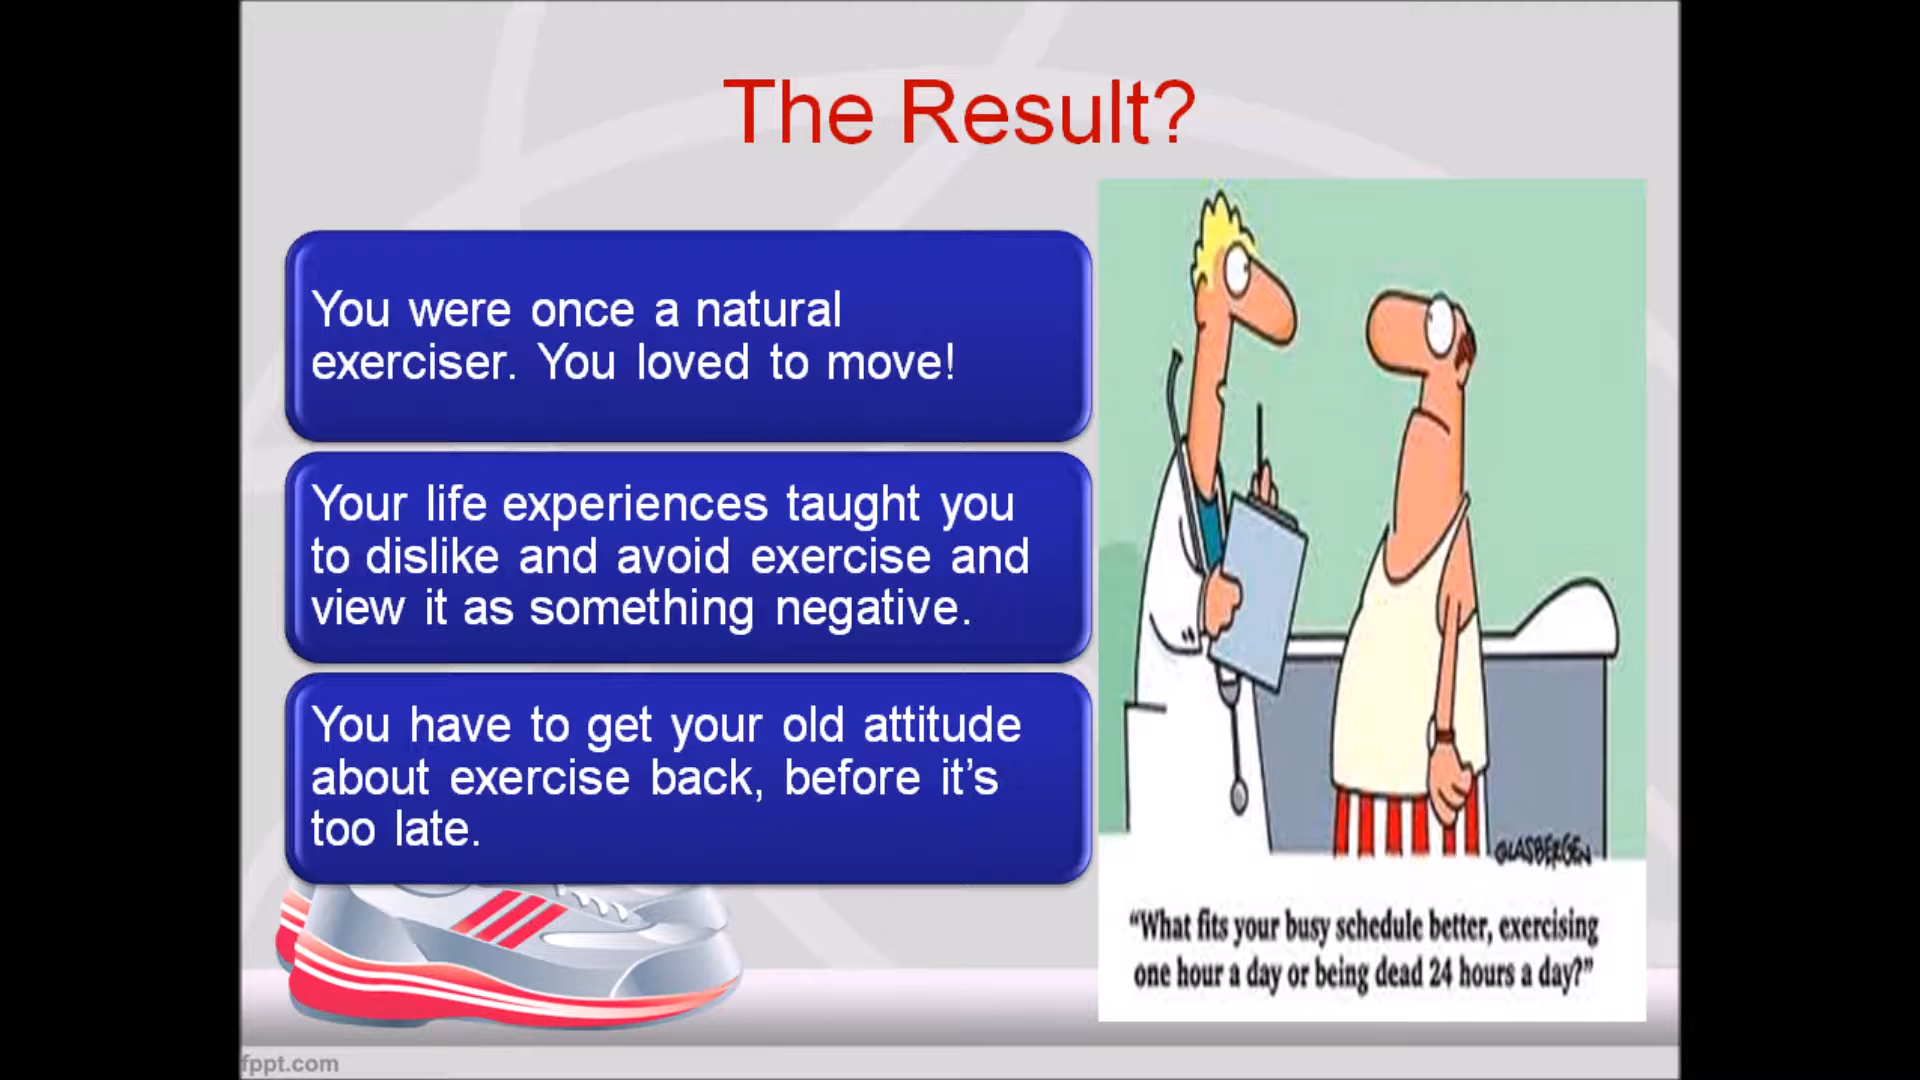 The Result?
You were once a natural
exerciser. You loved to move!
Your life experiences taught you
to dislike and avoid exercise and
view it as something negative.
You have to get your old attitude
about exercise back, before it’s
too late.
GLASBERGEN
“What fits your busy schedule better, exercising
one hour a day or being dead 24 hours a day?”
fppt.com